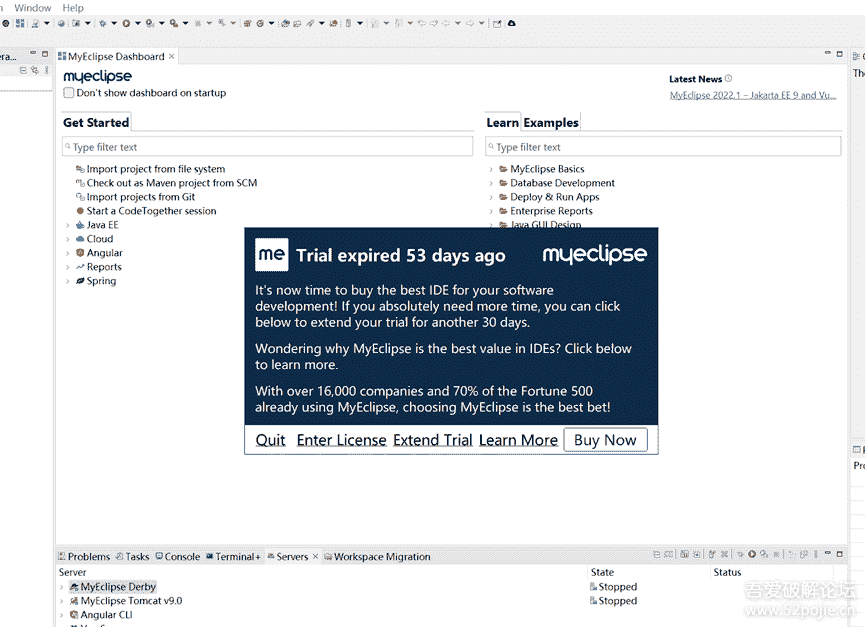 Window Help
MyEclipse Dashboard
myeclipse
Don't show dashboard on startup
Latest News
MyEclipse 2022.1 – Jakarta EE 9 and Vu...
Get Started
Learn Examples
Type filter text
Type filter text
Import project from file system
Check out as Maven project from SCM
Import projects from Git
Start a CodeTogether session
Java EE
Cloud
Angular
Reports
Spring
MyEclipse Basics
Database Development
Deploy & Run Apps
Enterprise Reports
Java GUI Design
me Trial expired 53 days ago myeclipse
It's now time to buy the best IDE for your software
development! If you absolutely need more time, you can click
below to extend your trial for another 30 days.
Wondering why MyEclipse is the best value in IDEs? Click below
to learn more.
With over 16,000 companies and 70% of the Fortune 500
already using MyEclipse, choosing MyEclipse is the best bet!
Quit Enter License Extend Trial Learn More Buy Now
Problems Tasks Console Terminal+ Servers Workspace Migration
Server State Status
MyEclipse Derby Stopped
MyEclipse Tomcat v9.0 Stopped
Angular CLI
吾爱破解论坛
www.52pojie.cn